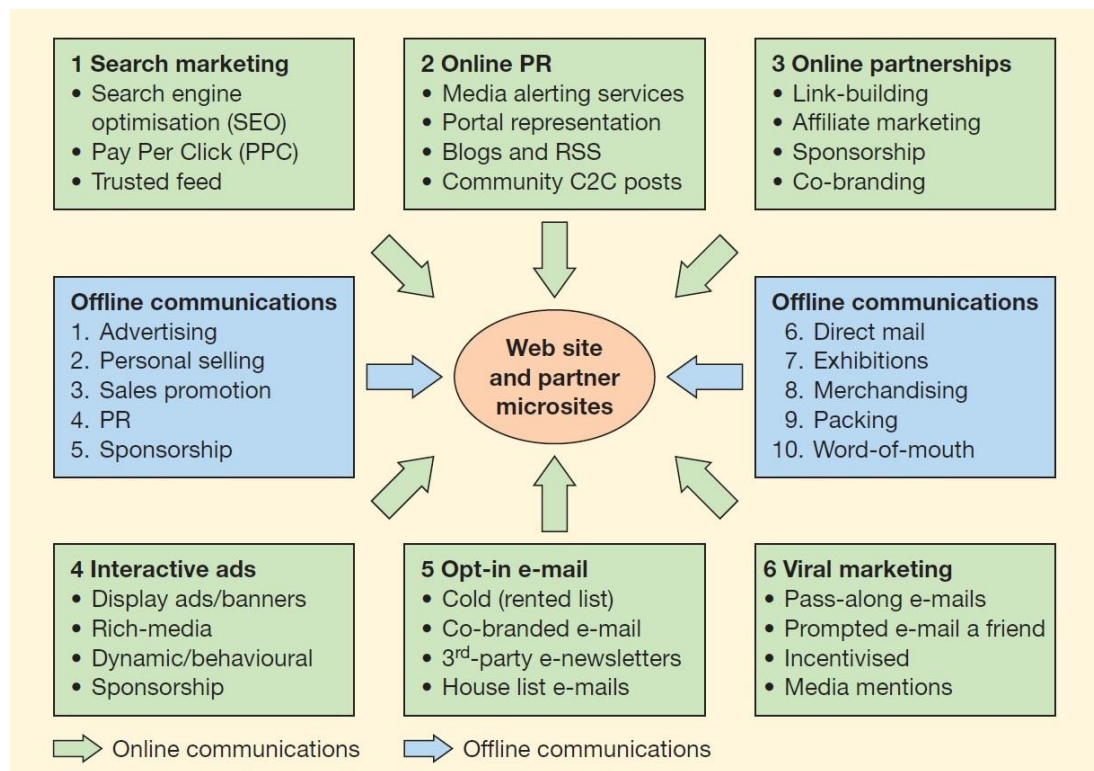 1 Search marketing
• Search engine
optimisation (SEO)
• Pay Per Click (PPC)
• Trusted feed
2 Online PR
• Media alerting services
• Portal representation
• Blogs and RSS
• Community C2C posts
3 Online partnerships
• Link-building
• Affiliate marketing
• Sponsorship
• Co-branding
Offline communications
1. Advertising
2. Personal selling
3. Sales promotion
4. PR
5. Sponsorship
Web site
and partner
microsites
Offline communications
6. Direct mail
7. Exhibitions
8. Merchandising
9. Packing
10. Word-of-mouth
4 Interactive ads
• Display ads/banners
• Rich-media
• Dynamic/behavioural
• Sponsorship
5 Opt-in e-mail
• Cold (rented list)
• Co-branded e-mail
• 3rd-party e-newsletters
• House list e-mails
6 Viral marketing
• Pass-along e-mails
• Prompted e-mail a friend
• Incentivised
• Media mentions
Online communications
Offline communications